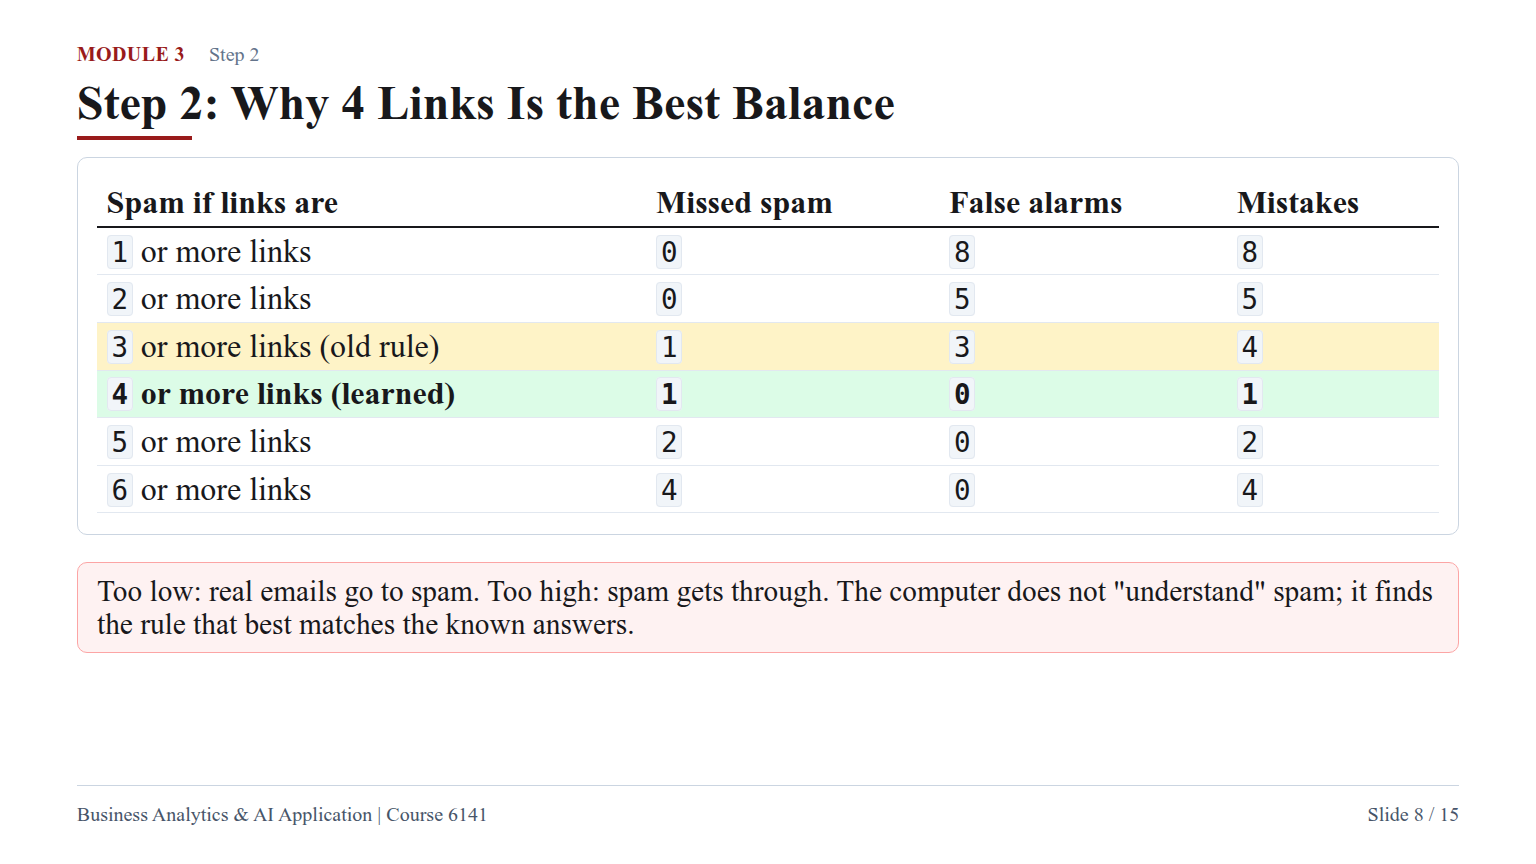 MODULE 3 Step 2
Step 2: Why 4 Links Is the Best Balance
Spam if links are Missed spam False alarms Mistakes
1 or more links 0 8 8
2 or more links 0 5 5
3 or more links (old rule) 1 3 4
4 or more links (learned) 1 0 1
5 or more links 2 0 2
6 or more links 4 0 4
Too low: real emails go to spam. Too high: spam gets through. The computer does not "understand" spam; it finds
the rule that best matches the known answers.
Business Analytics & AI Application | Course 6141 Slide 8 / 15